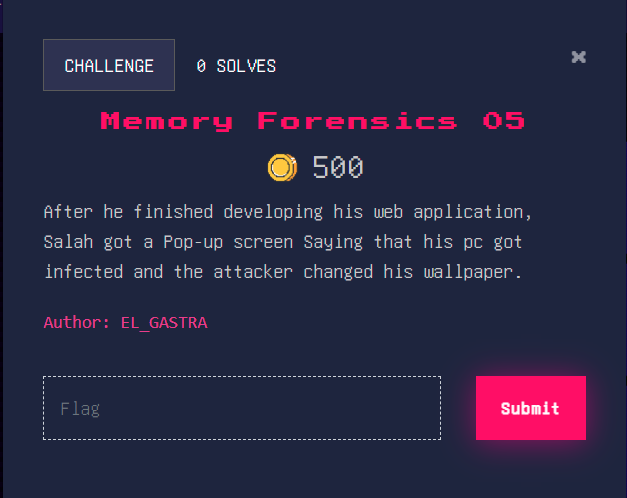 CHALLENGE
0 SOLVES
×
Memory Forensics 05
500
After he finished developing his web application,
Salah got a Pop-up screen Saying that his pc got
infected and the attacker changed his wallpaper.
Author: EL_GASTRA
Flag
Submit